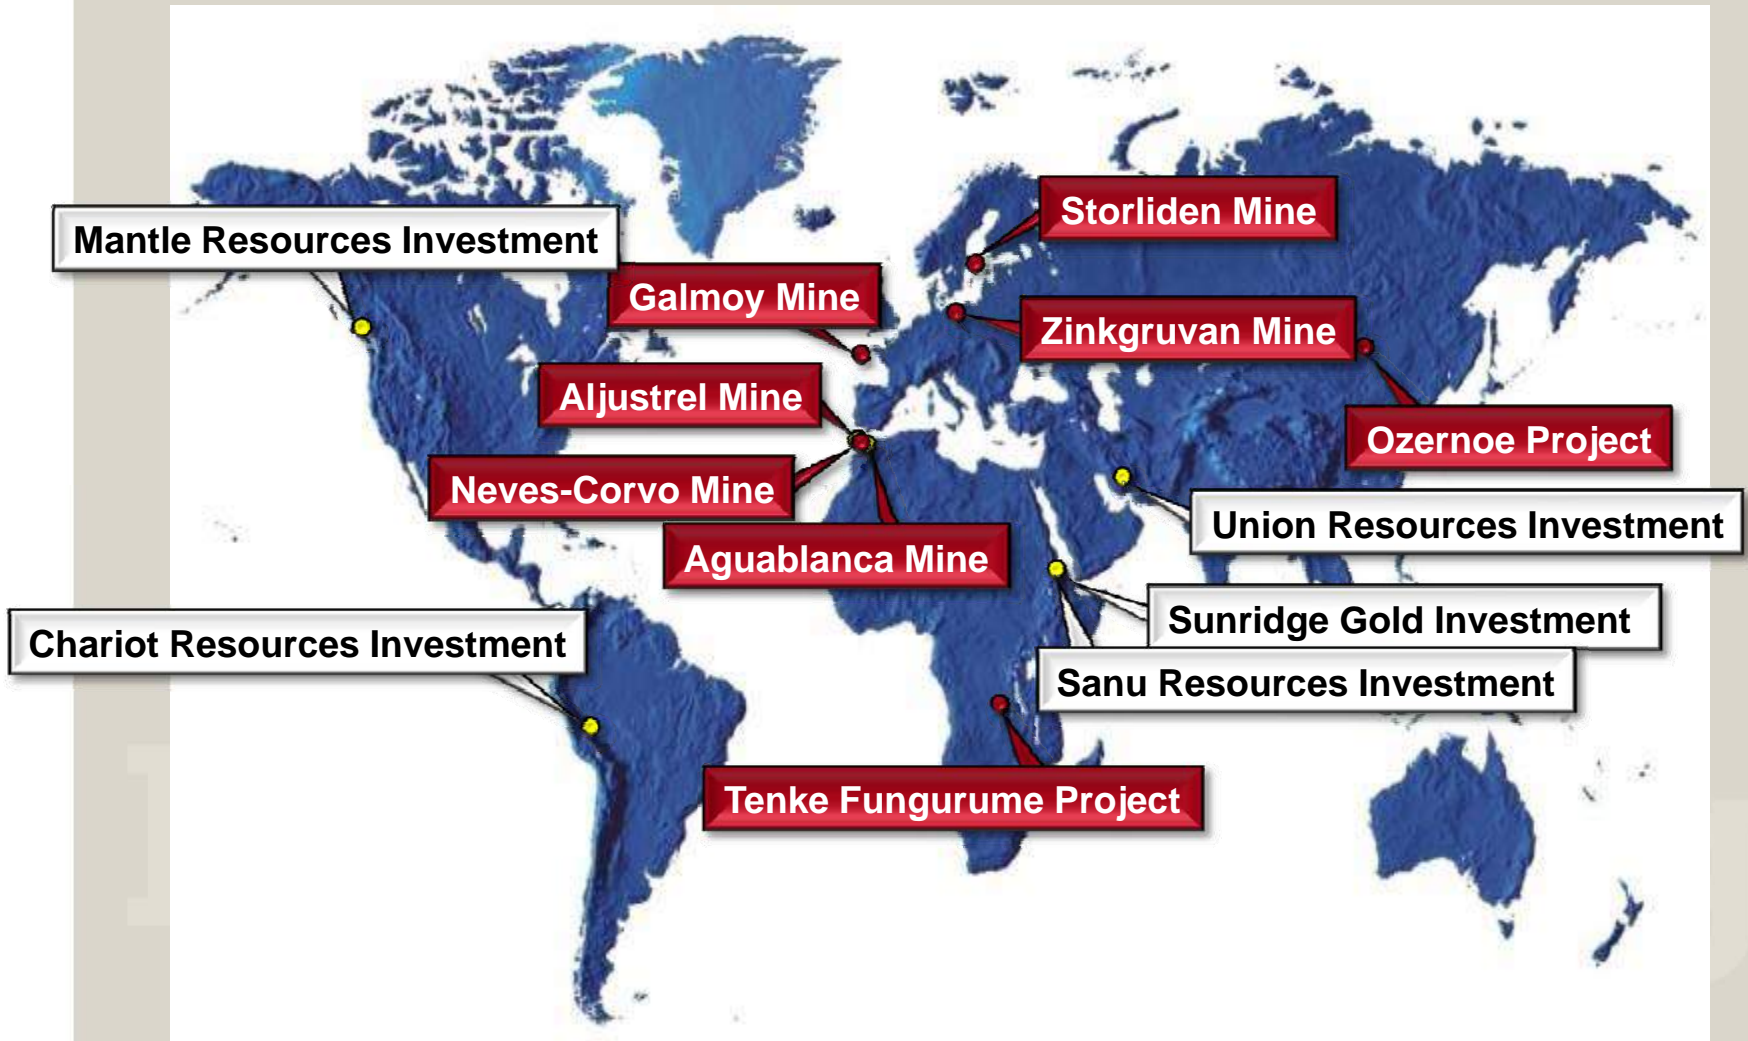 Storliden Mine
Mantle Resources Investment
Galmoy Mine
Zinkgruvan Mine
Aljustrel Mine
Ozernoe Project
Neves-Corvo Mine
Union Resources Investment
Aguablanca Mine
Sunridge Gold Investment
Chariot Resources Investment
Sanu Resources Investment
Tenke Fungurume Project